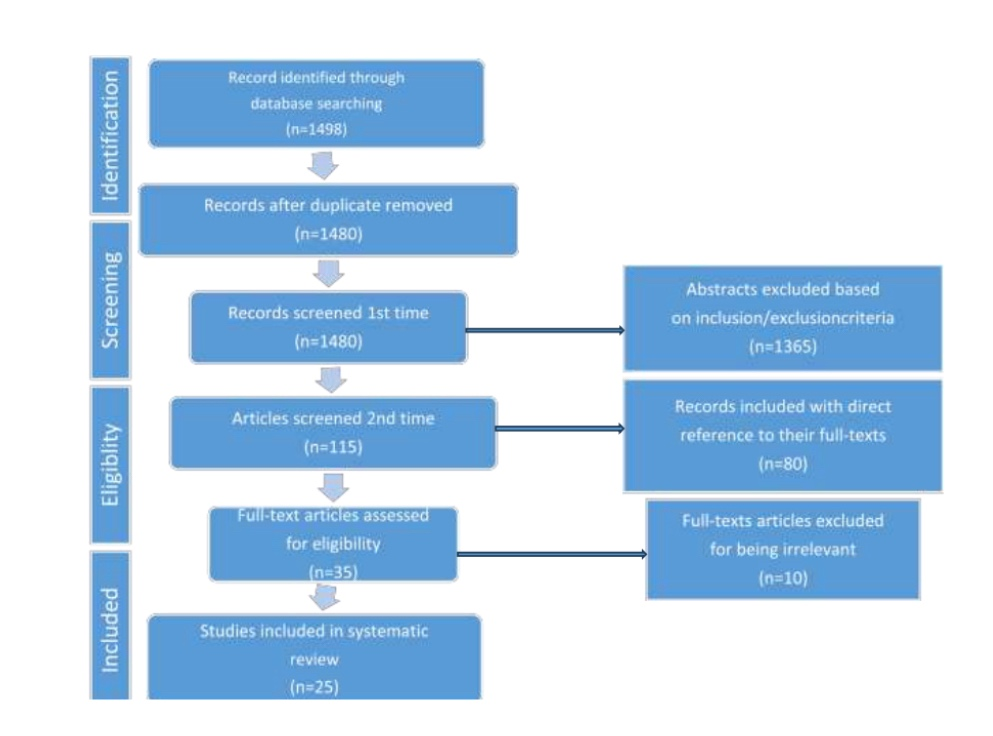 Identification
Record identified through
database searching
(n=1498)
Records after duplicate removed
(n=1480)
Screening
Records screened 1st time
(n=1480)
Abstracts excluded based
on inclusion/exclusioncriteria
(n=1365)
Eligiblity
Articles screened 2nd time
(n=115)
Records included with direct
reference to their full-texts
(n=80)
Full-text articles assessed
for eligibility
(n=35)
Full-texts articles excluded
for being irrelevant
(n=10)
Included
Studies included in systematic
review
(n=25)